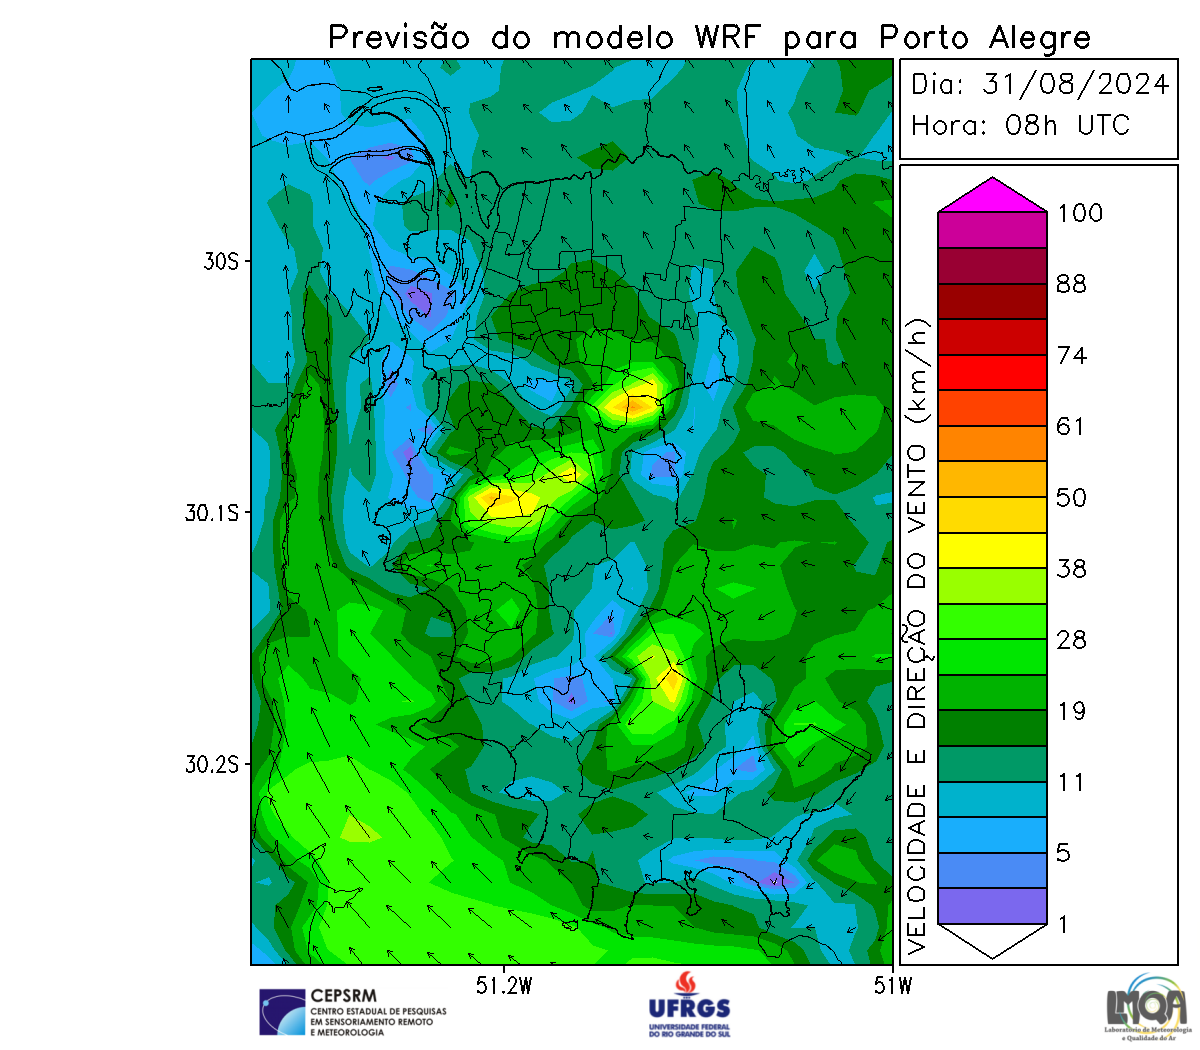 Previsão do modelo WRF para Porto Alegre
Dia: 31/08/2024
Hora: 08h UTC
30S
30.1S
30.2S
51.2W
51W
VELOCIDADE E DIREÇÃO DO VENTO (km/h)
100
88
74
61
50
38
28
19
11
5
1
CEPSRM
CENTRO ESTADUAL DE PESQUISAS
EM SENSORIAMENTO REMOTO
E METEOROLOGIA
UFRGS
UNIVERSIDADE FEDERAL
DO RIO GRANDE DO SUL
LMQA
Laboratório de Meteorologia
e Qualidade do Ar